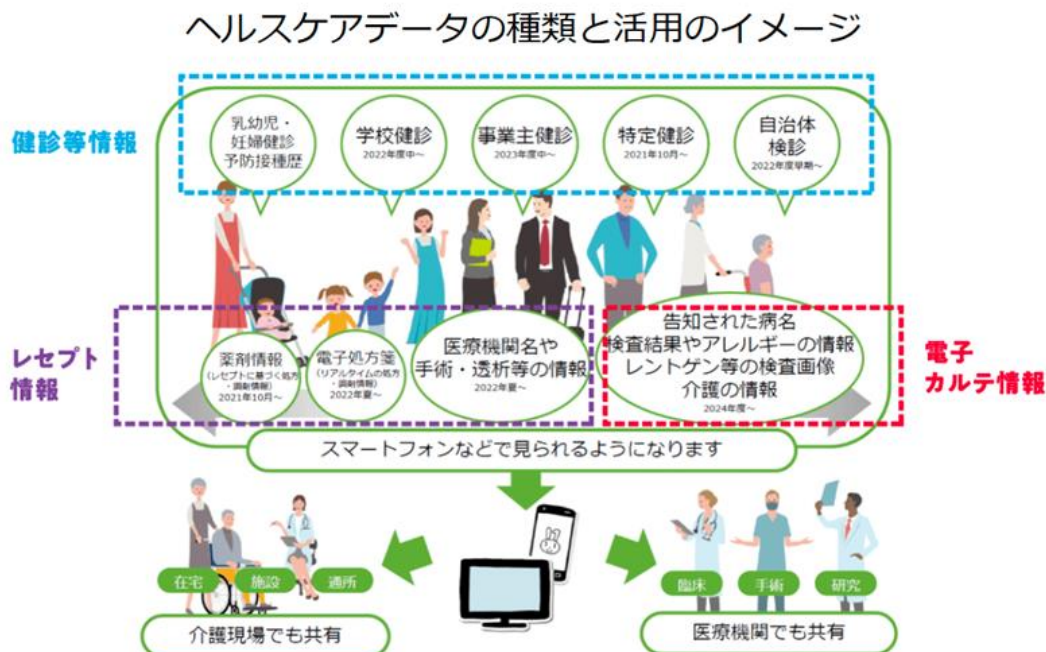 ヘルスケアデータの種類と活用のイメージ
健診等情報
乳幼児・
妊婦健診
予防接種歴
学校健診
2022年度中～
事業主健診
2023年度中～
特定健診
2021年10月～
自治体
検診
2022年度早期～
レセプト
情報
薬剤情報
(レセプトに基づく処方
・調剤情報)
2021年10月～
電子処方箋
(リアルタイムの処方
・調剤情報)
2022年夏～
医療機関名や
手術・透析等の情報
2022年夏～
告知された病名
検査結果やアレルギーの情報
レントゲン等の検査画像
介護の情報
2024年度～
電子
カルテ情報
スマートフォンなどで見られるようになります
在宅
施設
通所
介護現場でも共有
臨床
手術
研究
医療機関でも共有